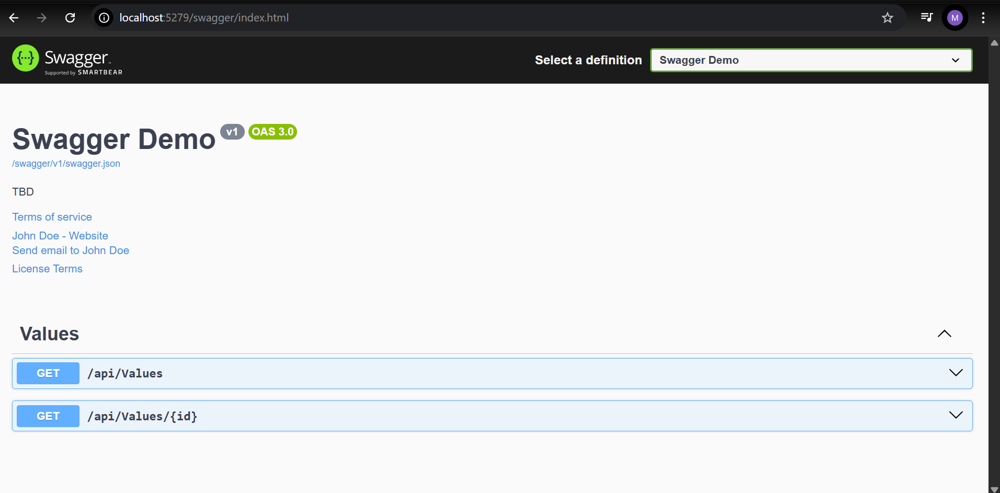 localhost:5279/swagger/index.html
M
Swagger™
Supported by SMARTBEAR
Select a definition
Swagger Demo
Swagger Demo v1 OAS 3.0
/swagger/v1/swagger.json
TBD
Terms of service
John Doe - Website
Send email to John Doe
License Terms
Values
GET /api/Values
GET /api/Values/{id}